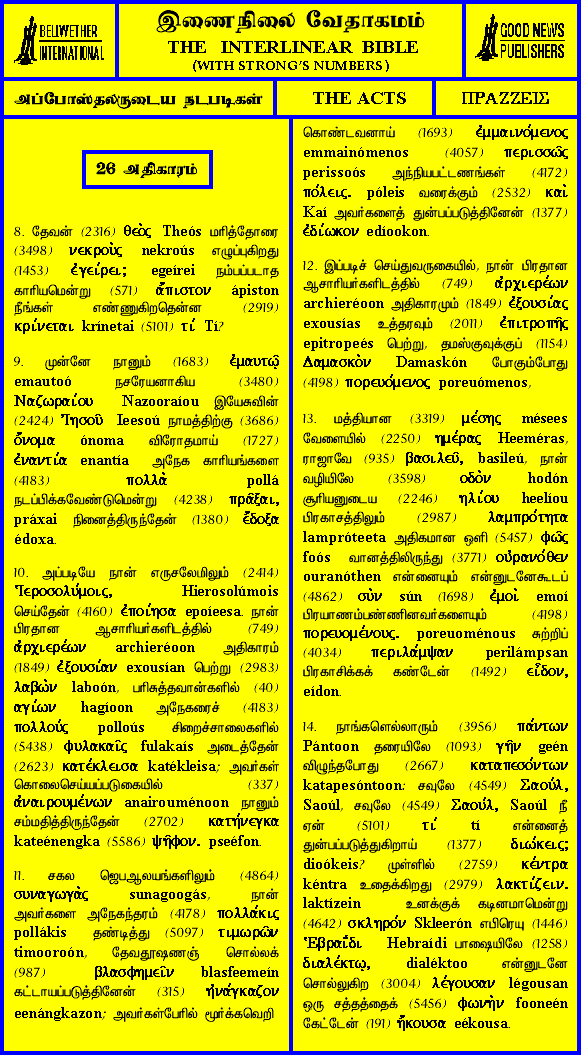 BELLWETHER
INTERNATIONAL
இணைநிலை வேதாகமம்
THE INTERLINEAR BIBLE
(WITH STRONG'S NUMBERS)
GOOD NEWS
PUBLISHERS
அப்போஸ்தலருடைய நடபடிகள்
THE ACTS
ΠΡΑΖΖΕΙΣ
26 அதிகாரம்
8. தேவன் (2316) θεὸς Theós மரித்தோரை
(3498) νεκροὺς nekroús எழுப்புகிறது
(1453) ἐγείρει; egeírei நம்பப்படாத
காரியமென்று (571) ἄπιστον ápiston
நீங்கள் எண்ணுகிறதென்ன (2919)
κρίνεται krínetai (5101) τί Tí?
9. முன்னே நானும் (1683) ἐμαυτῷ
emautoó நசரேயனாகிய (3480)
Ναζωραίου Nazooraíou இயேசுவின்
(2424) Ἰησοῦ Ieesoú நாமத்திற்கு (3686)
ὄνομα ónoma விரோதமாய் (1727)
ἐναντία enantía அநேக காரியங்களை
(4183) πολλὰ pollá
நடப்பிக்கவேண்டுமென்று (4238) πρᾶξαι,
práxai நினைத்திருந்தேன் (1380) ἔδοξα
édoxa.
10. அப்படியே நான் எருசலேமிலும் (2414)
Ἱεροσολύμοις, Hierosolúmois
செய்தேன் (4160) ἐποίησα epoíeesa. நான்
பிரதான ஆசாரியர்களிடத்தில் (749)
ἀρχιερέων archieréoon அதிகாரம்
(1849) ἐξουσίαν exousían பெற்று (2983)
λαβὼν laboón, பரிசுத்தவான்களில் (40)
αγίων hagíoon அநேகரைச் (4183)
πολλούς polloús சிறைச்சாலைகளில்
(5438) φυλακαῖς fulakaís அடைத்தேன்
(2623) κατέκλεισα katékleisa; அவர்கள்
கொலைசெய்யப்படுகையில் (337)
ἀναιρουμένων anairouménoon நானும்
சம்மதித்திருந்தேன் (2702) κατήνεγκα
kateénengka (5586) ψῆφον. pseéfon.
11. சகல ஜெபஆலயங்களிலும் (4864)
συναγωγὰς sunagoogás, நான்
அவர்களை அநேகந்தரம் (4178) πολλάκις
pollákis தண்டித்து (5097) τιμωρῶν
timooroón, தேவதூஷணஞ் சொல்லக்
(987) βλασφημεῖν blasfeemeín
கட்டாயப்படுத்தினேன் (315) ἠνάγκαζον
eenángkazon; அவர்கள்பேரில் மூர்க்கவெறி
கொண்டவனாய் (1693) ἐμμαινόμενος
emmainómenos (4057) περισσῶς
perissoós அந்நியபட்டணங்கள் (4172)
πόλεις. póleis வரைக்கும் (2532) καὶ
Kaí அவர்களைத் துன்பப்படுத்தினேன் (1377)
ἐδίωκον edíookon.
12. இப்படிச் செய்துவருகையில், நான் பிரதான
ஆசாரியர்களிடத்தில் (749) ἀρχιερέων
archieréoon அதிகாரமும் (1849) ἐξουσίας
exousías உத்தரவும் (2011) ἐπιτροπῆς
epitropeés பெற்று, தமஸ்குவுக்குப் (1154)
Δαμασκὸν Damaskón போகும்போது
(4198) πορευόμενος poreuómenos,
13. மத்தியான (3319) μέσης mésees
வேளையில் (2250) ημέρας Heeméras,
ராஜாவே (935) βασιλεῦ, basileú, நான்
வழியிலே (3598) οδὸν hodón
சூரியனுடைய (2246) ηλίου heelíou
பிரகாசத்திலும் (2987) λαμπρότητα
lampróteeta அதிகமான ஒளி (5457) φῶς
foós வானத்திலிருந்து (3771) οὐρανόθεν
ouranóthen என்னையும் என்னுடனேகூடப்
(4862) σὺν sún (1698) ἐμοὶ emoí
பிரயாணம்பண்ணினவர்களையும் (4198)
πορευομένους. poreuoménous சுற்றிப்
(4034) περιλάμψαν perilámpsan
பிரகாசிக்கக் கண்டேன் (1492) εἶδον,
eídon.
14. நாங்களெல்லாரும் (3956) πάντων
Pántoon தரையிலே (1093) γῆν geén
விழுந்தபோது (2667) καταπεσόντων
katapesóntoon: சவுலே (4549) Σαούλ,
Saoúl, சவுலே (4549) Σαούλ, Saoúl நீ
ஏன் (5101) τί tí என்னைத்
துன்பப்படுத்துகிறாய் (1377) διώκεις;
dioókeis? முள்ளில் (2759) κέντρα
kéntra உதைக்கிறது (2979) λακτίζειν.
laktízein உனக்குக் கடினமாமென்று
(4642) σκληρόν Skleerón எபிரெயு (1446)
Ἑβραΐδι Hebraídi பாஷையிலே (1258)
διαλέκτῳ, dialéktoo என்னுடனே
சொல்லுகிற (3004) λέγουσαν légousan
ஒரு சத்தத்தைக் (5456) φωνὴν fooneén
கேட்டேன் (191) ἤκουσα eékousa.